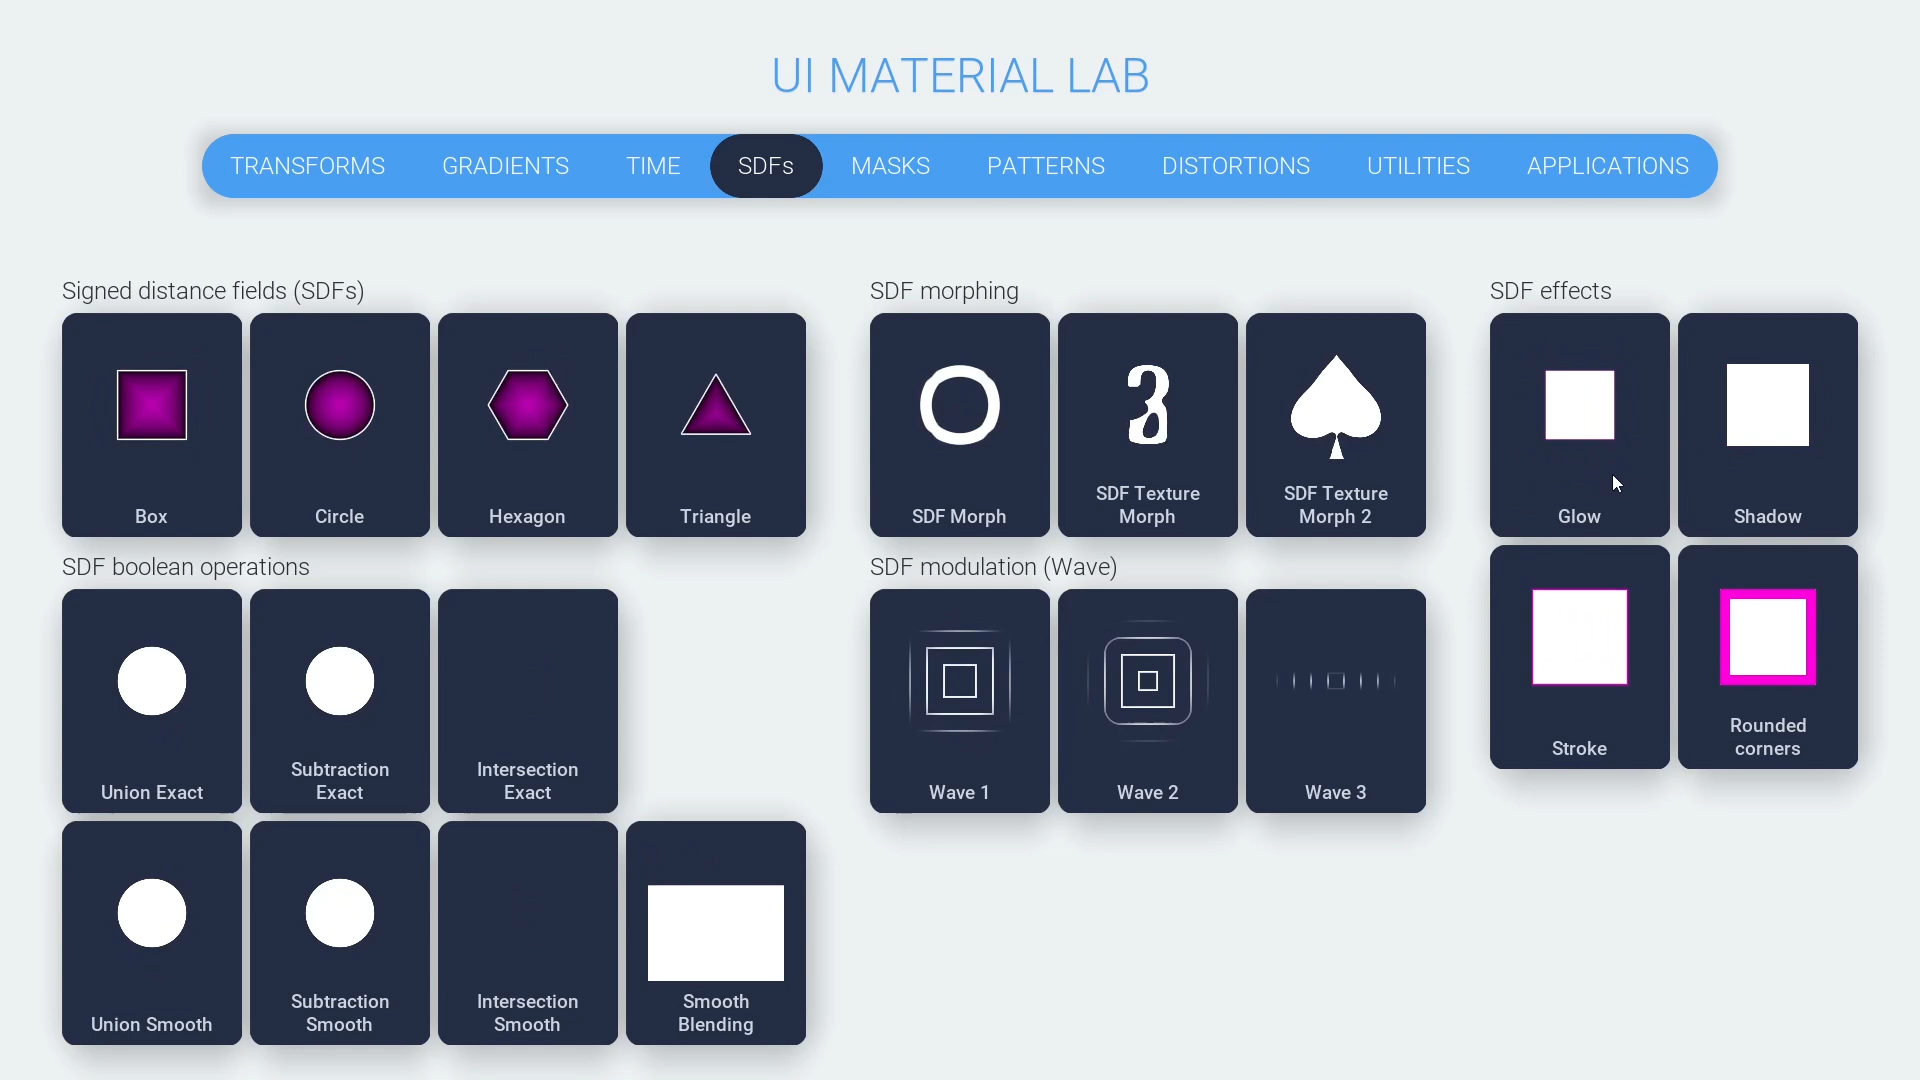 UI MATERIAL LAB
TRANSFORMS GRADIENTS TIME SDFs MASKS PATTERNS DISTORTIONS UTILITIES APPLICATIONS
Signed distance fields (SDFs)
Box
Circle
Hexagon
Triangle
SDF boolean operations
Union Exact
Subtraction
Exact
Intersection
Exact
Union Smooth
Subtraction
Smooth
Intersection
Smooth
Smooth
Blending
SDF morphing
SDF Morph
SDF Texture
Morph
SDF Texture
Morph 2
SDF modulation (Wave)
Wave 1
Wave 2
Wave 3
SDF effects
Glow
Shadow
Stroke
Rounded
corners